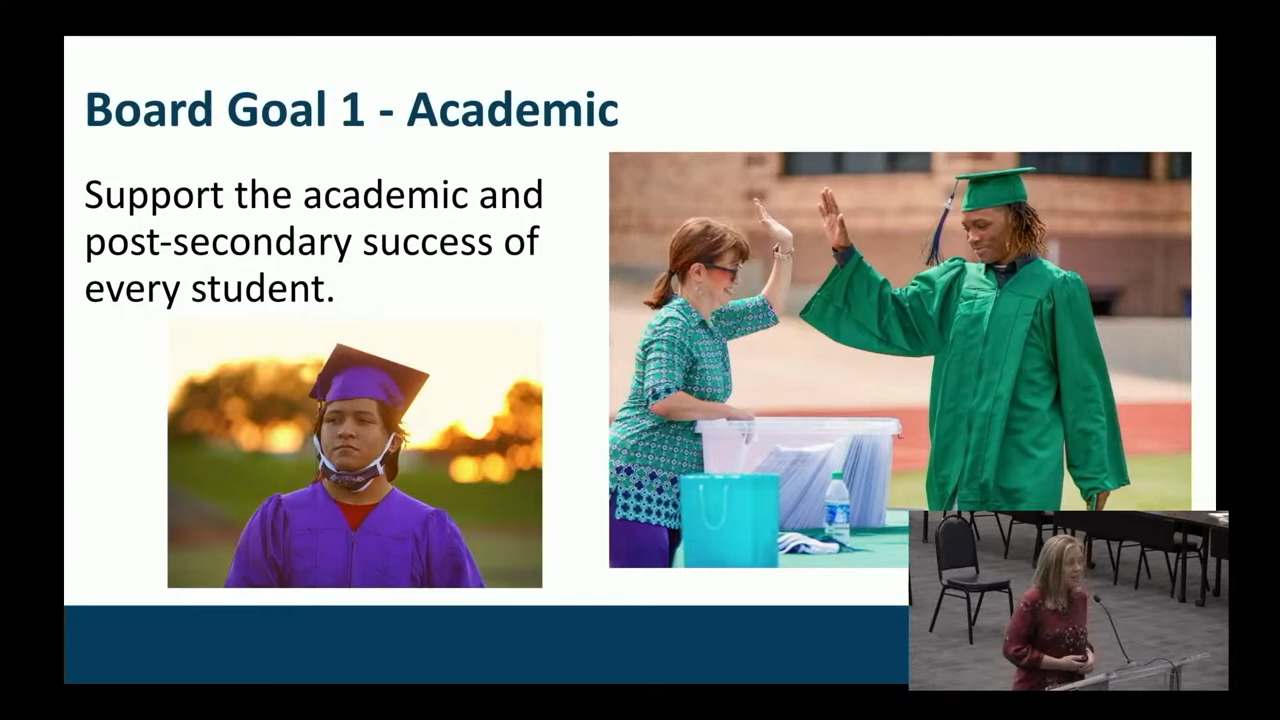 Board Goal 1 - Academic
Support the academic and
post-secondary success of
every student.